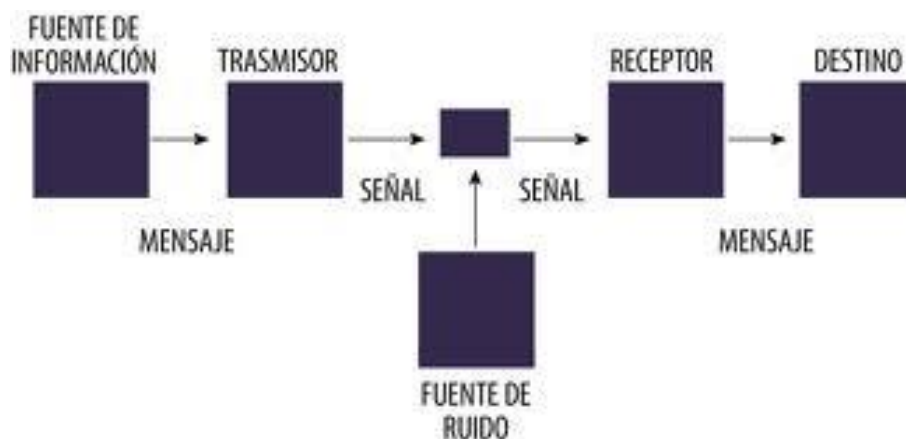 FUENTE DE
INFORMACIÓN
TRASMISOR
RECEPTOR
DESTINO
SEÑAL
SEÑAL
MENSAJE
MENSAJE
FUENTE DE
RUIDO